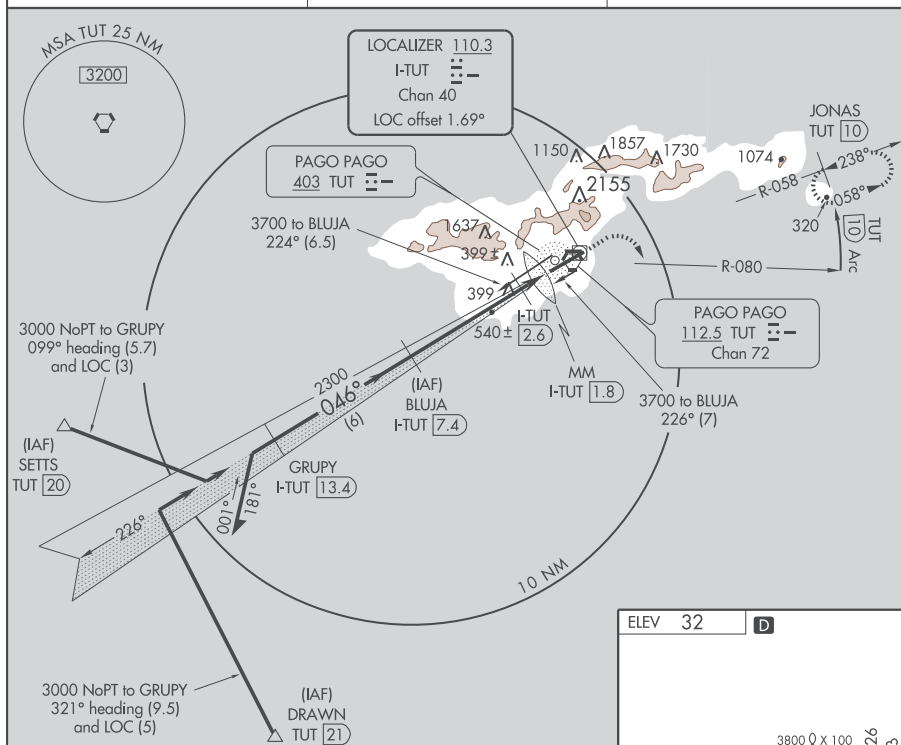 MSA TUT 25 NM
3200
LOCALIZER 110.3
I-TUT
Chan 40
LOC offset 1.69°
PAGO PAGO
403 TUT
3700 to BLUJA
224° (6.5)
1150
1857
1730
2155
1637
399±
399
540±
1074
JONAS
TUT 10
238°
R-058
058°
320
TUT
10 Arc
R-080
I-TUT
2.6
PAGO PAGO
112.5 TUT
Chan 72
MM
I-TUT 1.8
3700 to BLUJA
226° (7)
3000 NoPT to GRUPY
099° heading (5.7)
and LOC (3)
2300
046°
(6)
(IAF)
BLUJA
I-TUT 7.4
(IAF)
SETTS
TUT 20
GRUPY
I-TUT 13.4
001°
181°
226°
10 NM
3000 NoPT to GRUPY
321° heading (9.5)
and LOC (5)
(IAF)
DRAWN
TUT 21
ELEV 32
D
3800 X 100
26